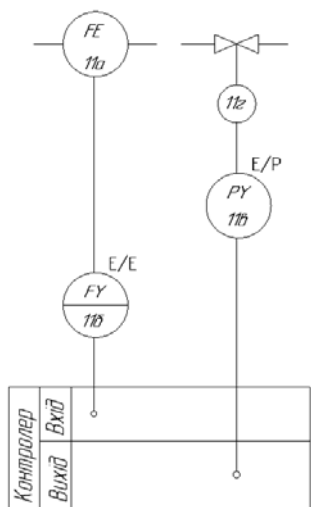 FE
11а
11г
E/P
PY
11в
E/E
FY
11б
Контролер
Вхід
Вихід